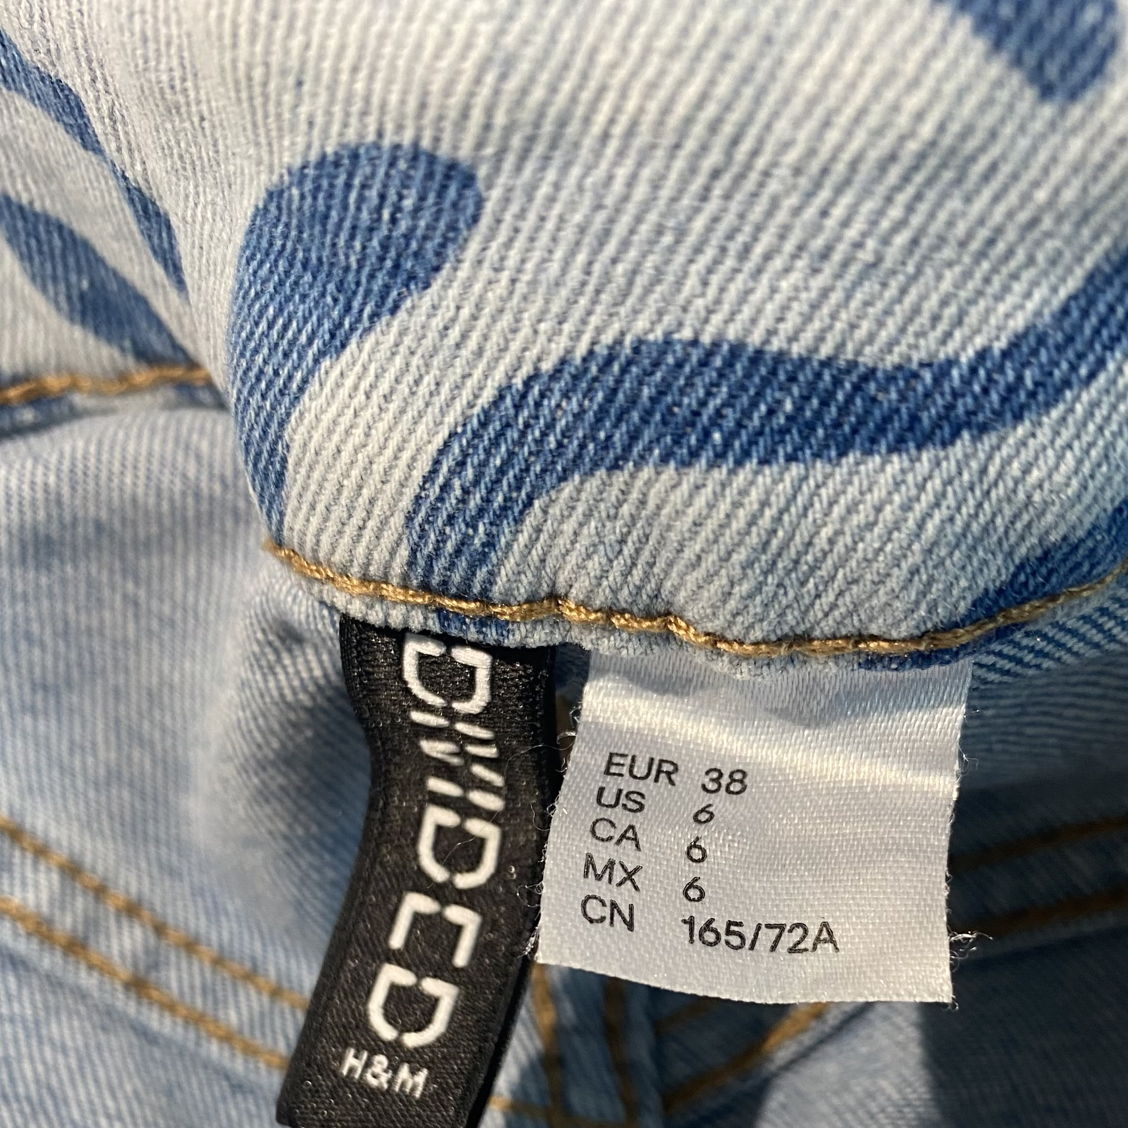 DIVIDED
H&M
EUR 38
US 6
CA 6
MX 6
CN 165/72A